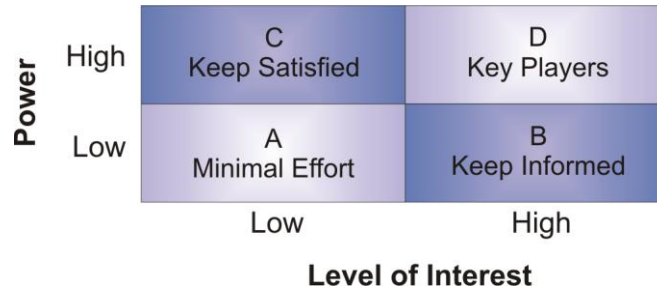 Power
High
C
Keep Satisfied
D
Key Players
Low
A
Minimal Effort
B
Keep Informed
Low
High
Level of Interest